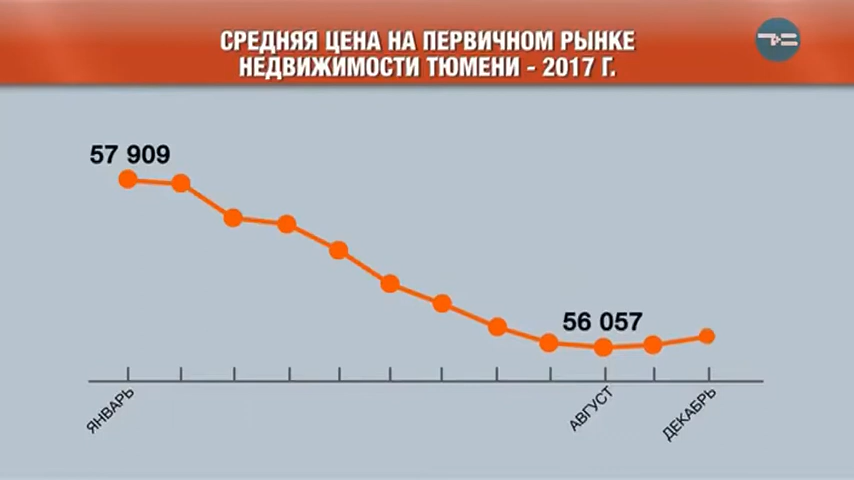 СРЕДНЯЯ ЦЕНА НА ПЕРВИЧНОМ РЫНКЕ
НЕДВИЖИМОСТИ ТЮМЕНИ - 2017 Г.
57 909
56 057
ЯНВАРЬ
АВГУСТ
ДЕКАБРЬ